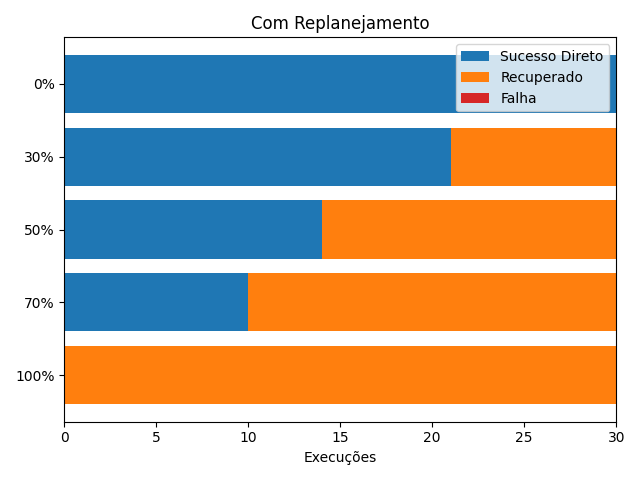 Com Replanejamento
Sucesso Direto
Recuperado
Falha
0%
30%
50%
70%
100%
0 5 10 15 20 25 30
Execuções